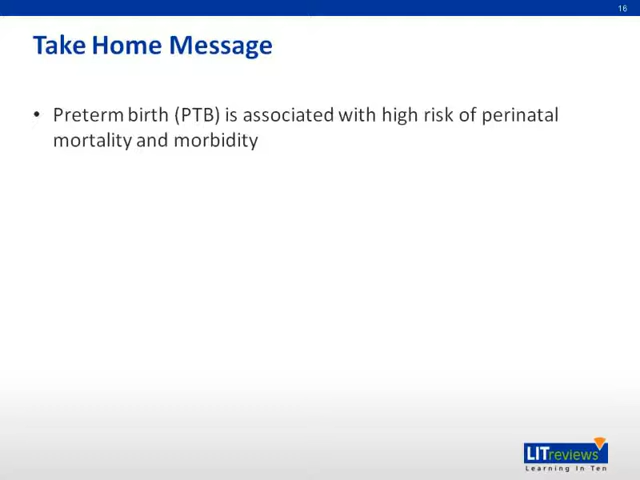 16
Take Home Message
• Preterm birth (PTB) is associated with high risk of perinatal
mortality and morbidity
LITreviews
Learning In Ten